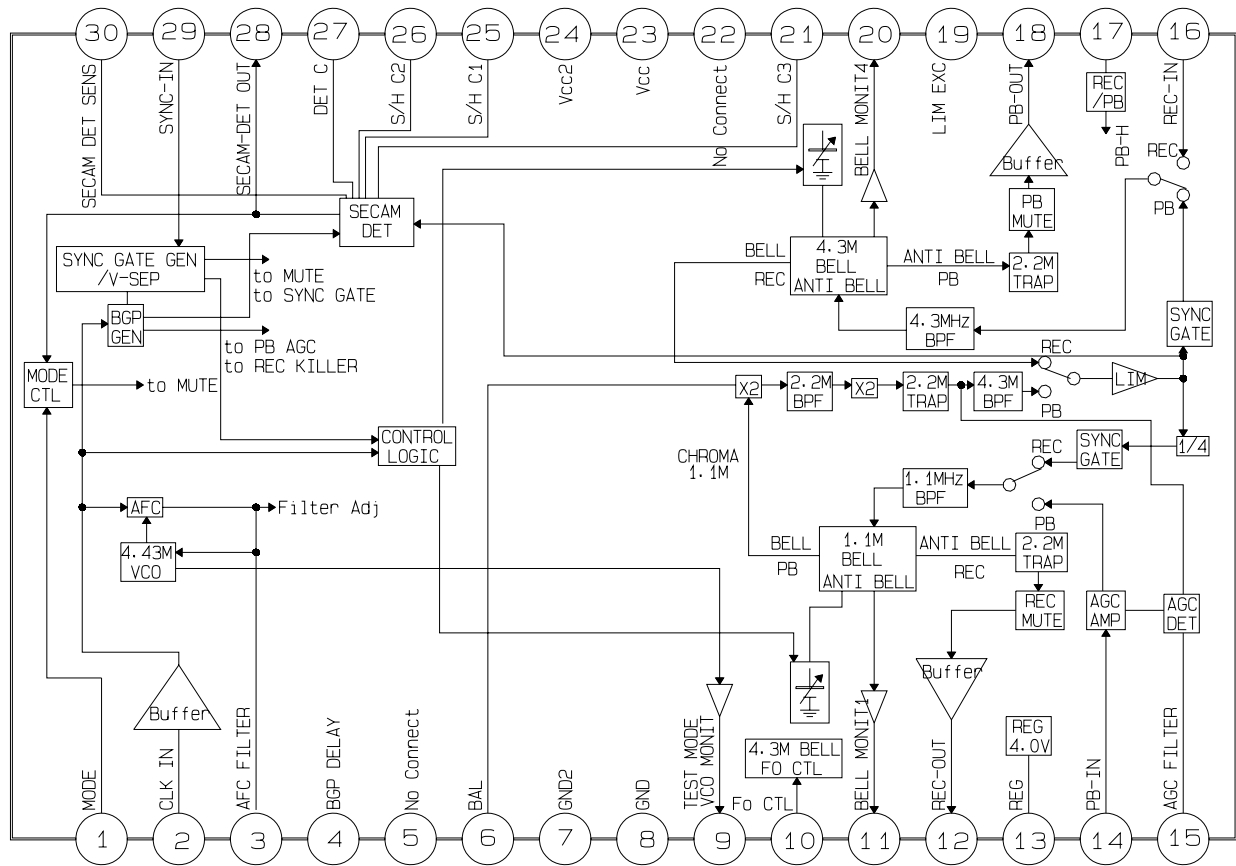 30 29 28 27 26 25 24 23 22 21 20 19 18 17 16
SECAM DET SENS
SYNC-IN
SECAM-DET OUT
DET C
S/H C2
S/H C1
Vcc2
Vcc
No Connect
S/H C3
BELL MONIT4
LIM EXC
PB-OUT
REC
/PB
PB-H
REC-IN
REC
PB
Buffer
PB
MUTE
SECAM
DET
SYNC GATE GEN
/V-SEP
to MUTE
to SYNC GATE
BELL
REC
4.3M
BELL
ANTI BELL
ANTI BELL
PB
2.2M
TRAP
BGP
GEN
to PB AGC
to REC KILLER
4.3MHz
BPF
SYNC
GATE
MODE
CTL
to MUTE
X2
2.2M
BPF
X2
2.2M
TRAP
4.3M
BPF
REC
PB
LIM
CONTROL
LOGIC
CHROMA
1.1M
1.1MHz
BPF
REC
PB
SYNC
GATE
1/4
AFC
Filter Adj
4.43M
VCO
BELL
PB
1.1M
BELL
ANTI BELL
ANTI BELL
REC
2.2M
TRAP
REC
MUTE
AGC
AMP
AGC
DET
Buffer
Buffer
4.3M BELL
FO CTL
REG
4.0V
MODE
CLK IN
AFC FILTER
BGP DELAY
No Connect
BAL
GND2
GND
TEST MODE
VCO MONIT
Fo CTL
BELL MONIT1
REC-OUT
REG
PB-IN
AGC FILTER
1 2 3 4 5 6 7 8 9 10 11 12 13 14 15